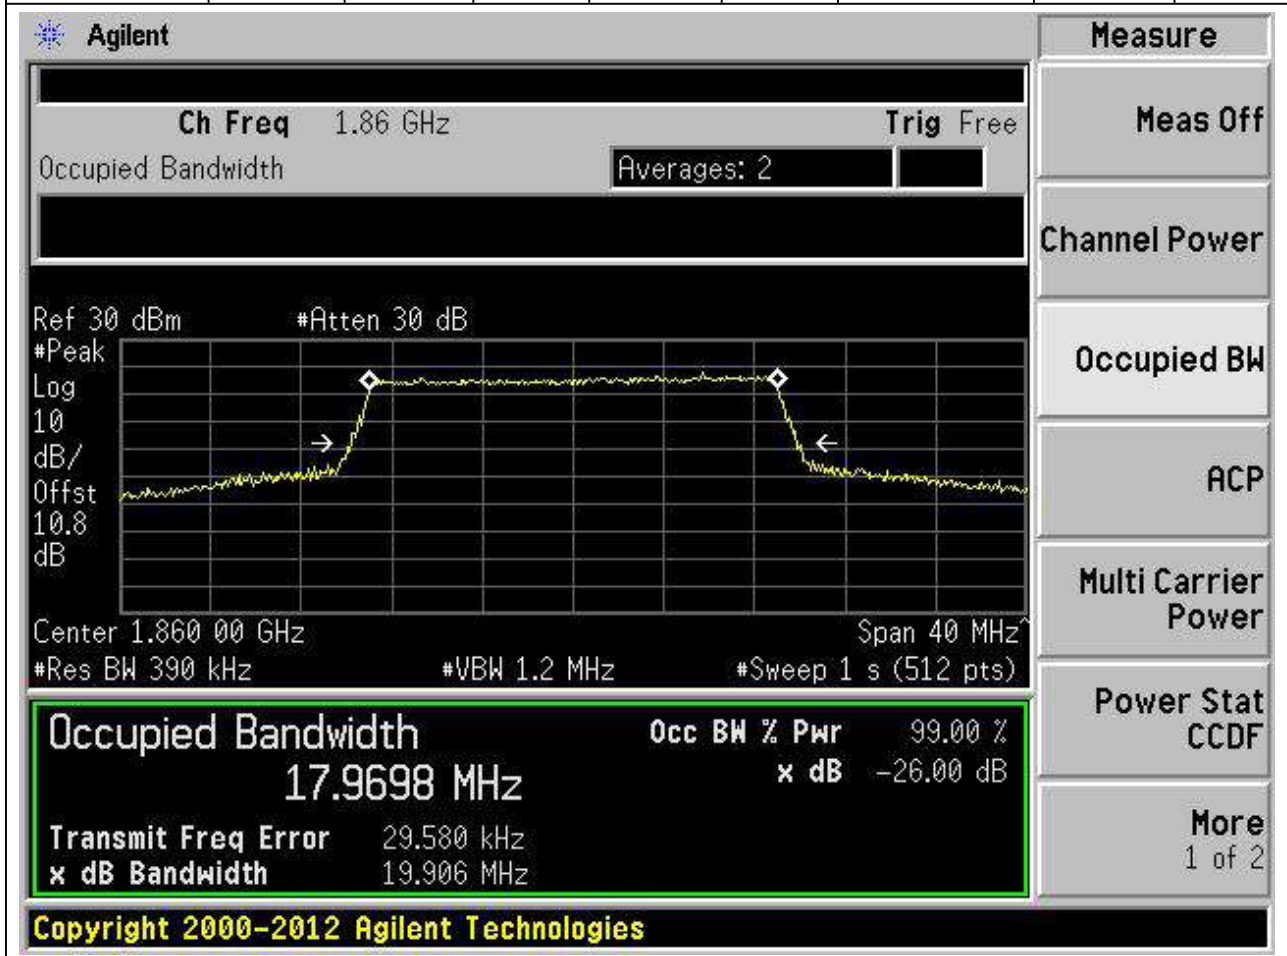 Agilent
Measure
Ch Freq 1.86 GHz
Trig Free
Occupied Bandwidth
Averages: 2
Meas Off
Channel Power
Occupied BW
ACP
Multi Carrier
Power
Power Stat
CCDF
More
1 of 2
Ref 30 dBm
#Atten 30 dB
#Peak
Log
10
dB/
Offst
10.8
dB
Center 1.860 00 GHz
Span 40 MHz^
#Res BW 390 kHz
#VBW 1.2 MHz
#Sweep 1 s (512 pts)
Occupied Bandwidth
17.9698 MHz
Occ BW % Pwr 99.00 %
x dB -26.00 dB
Transmit Freq Error 29.580 kHz
x dB Bandwidth 19.906 MHz
Copyright 2000-2012 Agilent Technologies